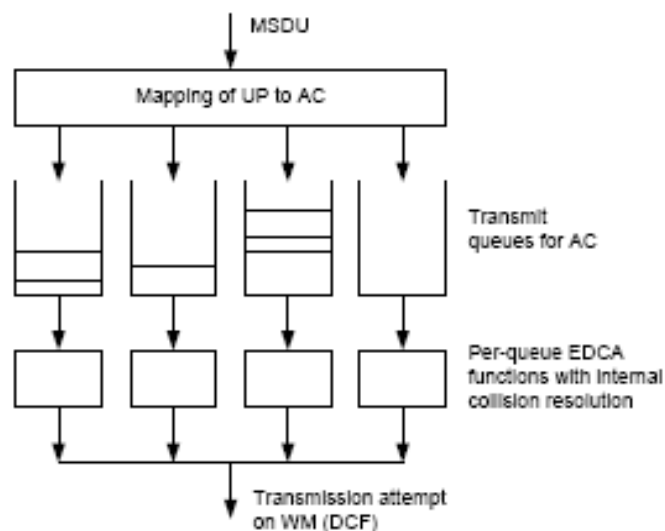 MSDU
Mapping of UP to AC
Transmit
queues for AC
Per-queue EDCA
functions with internal
collision resolution
Transmission attempt
on WM (DCF)